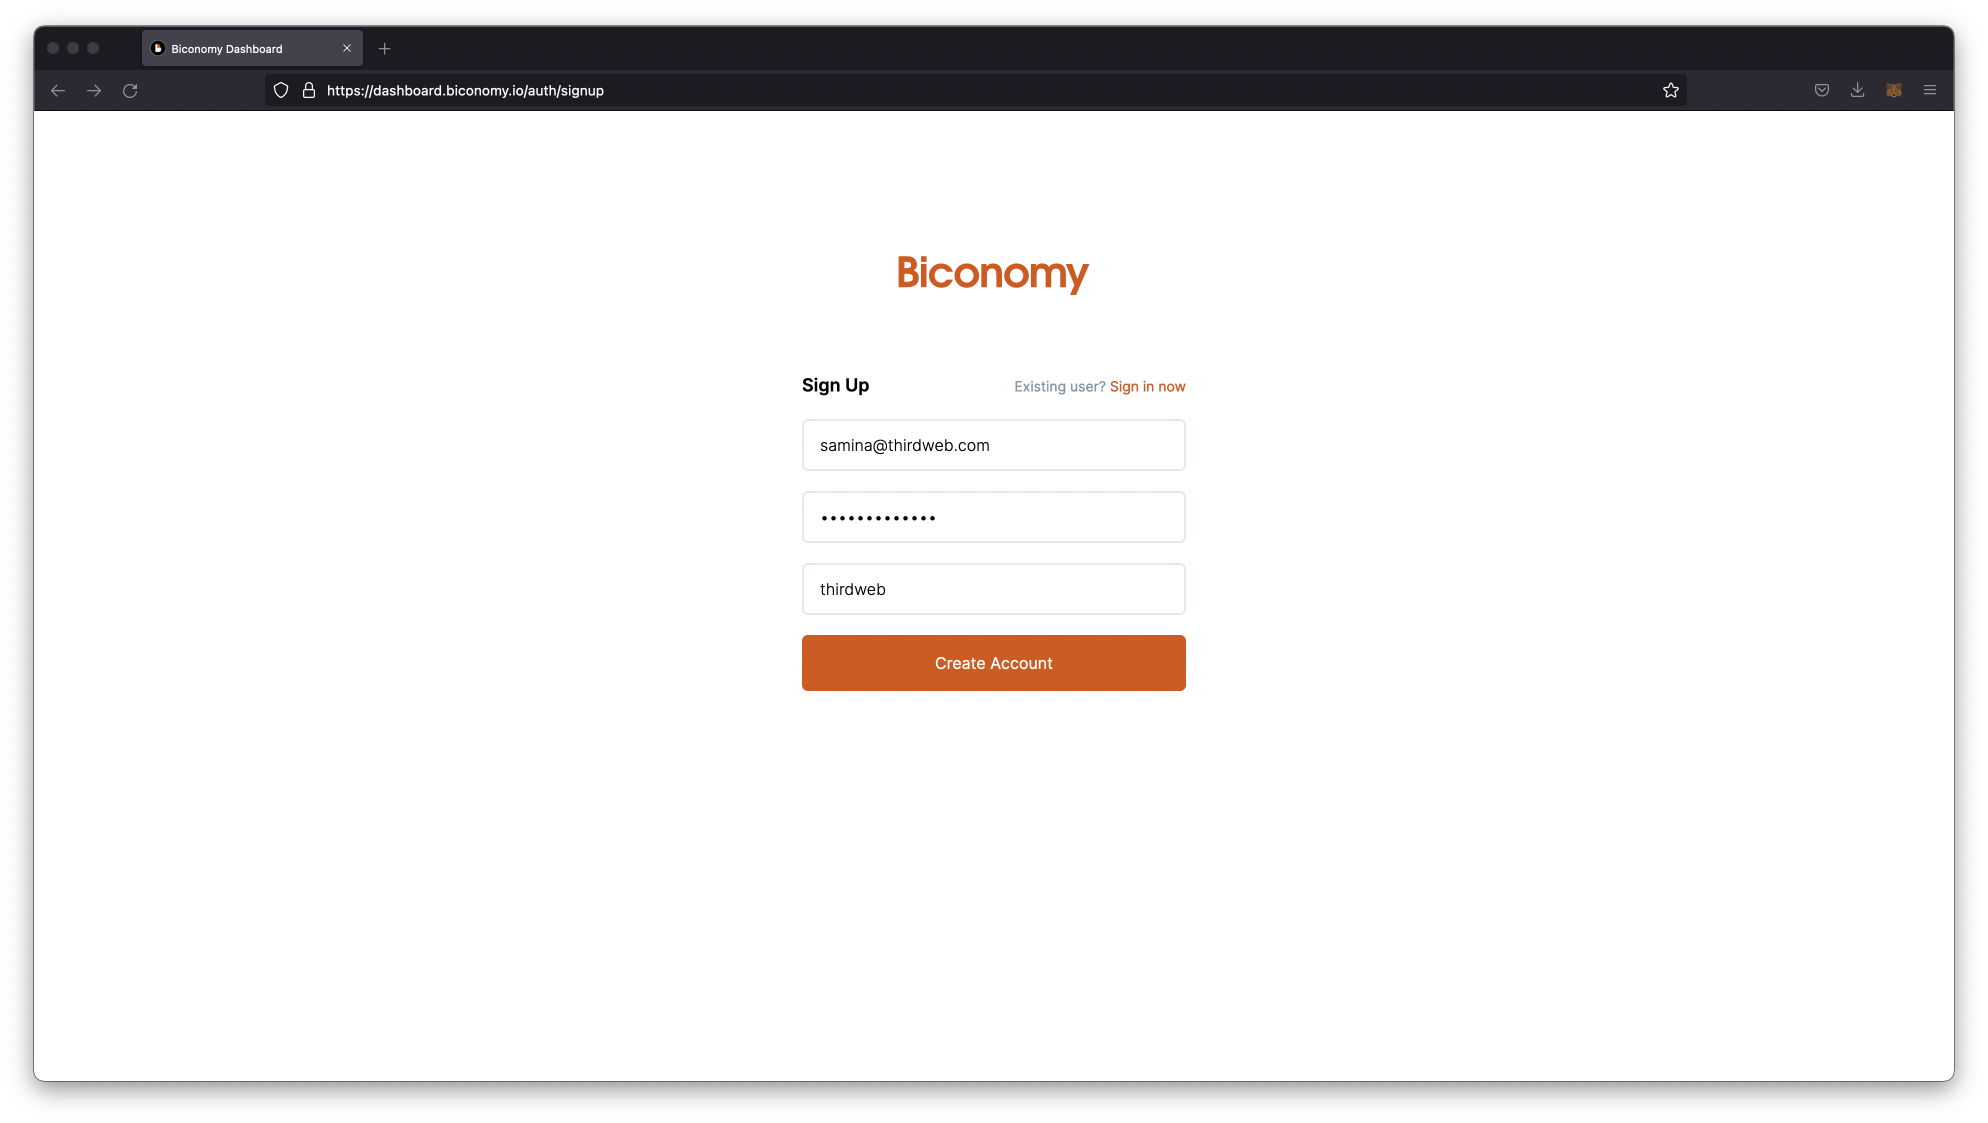 Biconomy Dashboard
https://dashboard.biconomy.io/auth/signup
Biconomy
Sign Up
Existing user? Sign in now
samina@thirdweb.com
•••••••••••••
thirdweb
Create Account